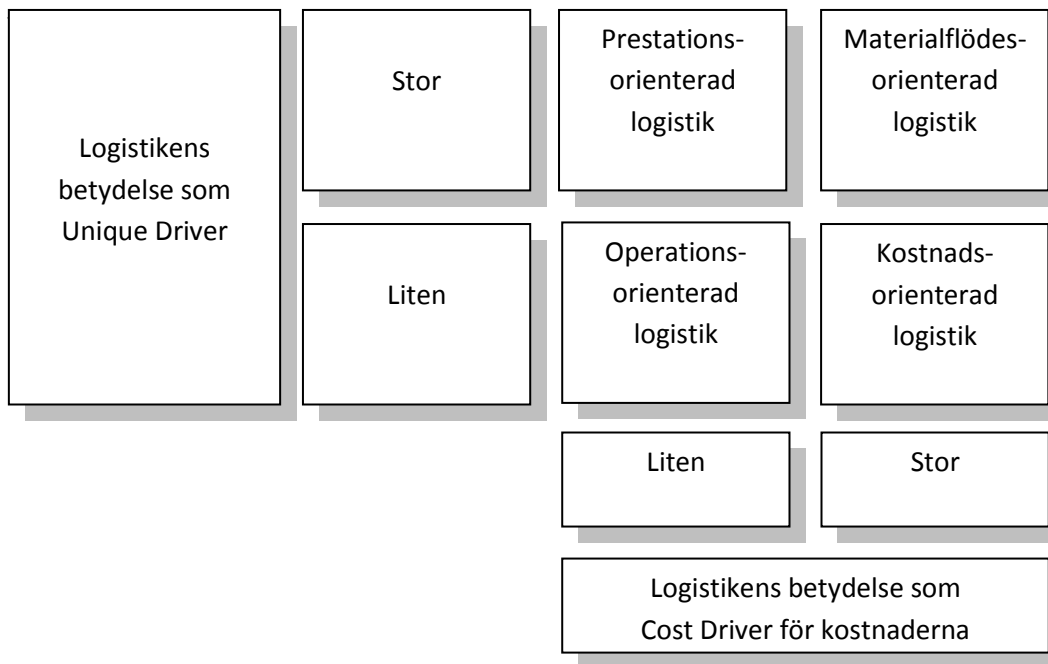 Logistikens
betydelse som
Unique Driver
Stor
Prestations-
orienterad
logistik
Materialflödes-
orienterad
logistik
Liten
Operations-
orienterad
logistik
Kostnads-
orienterad
logistik
Liten
Stor
Logistikens betydelse som
Cost Driver för kostnaderna